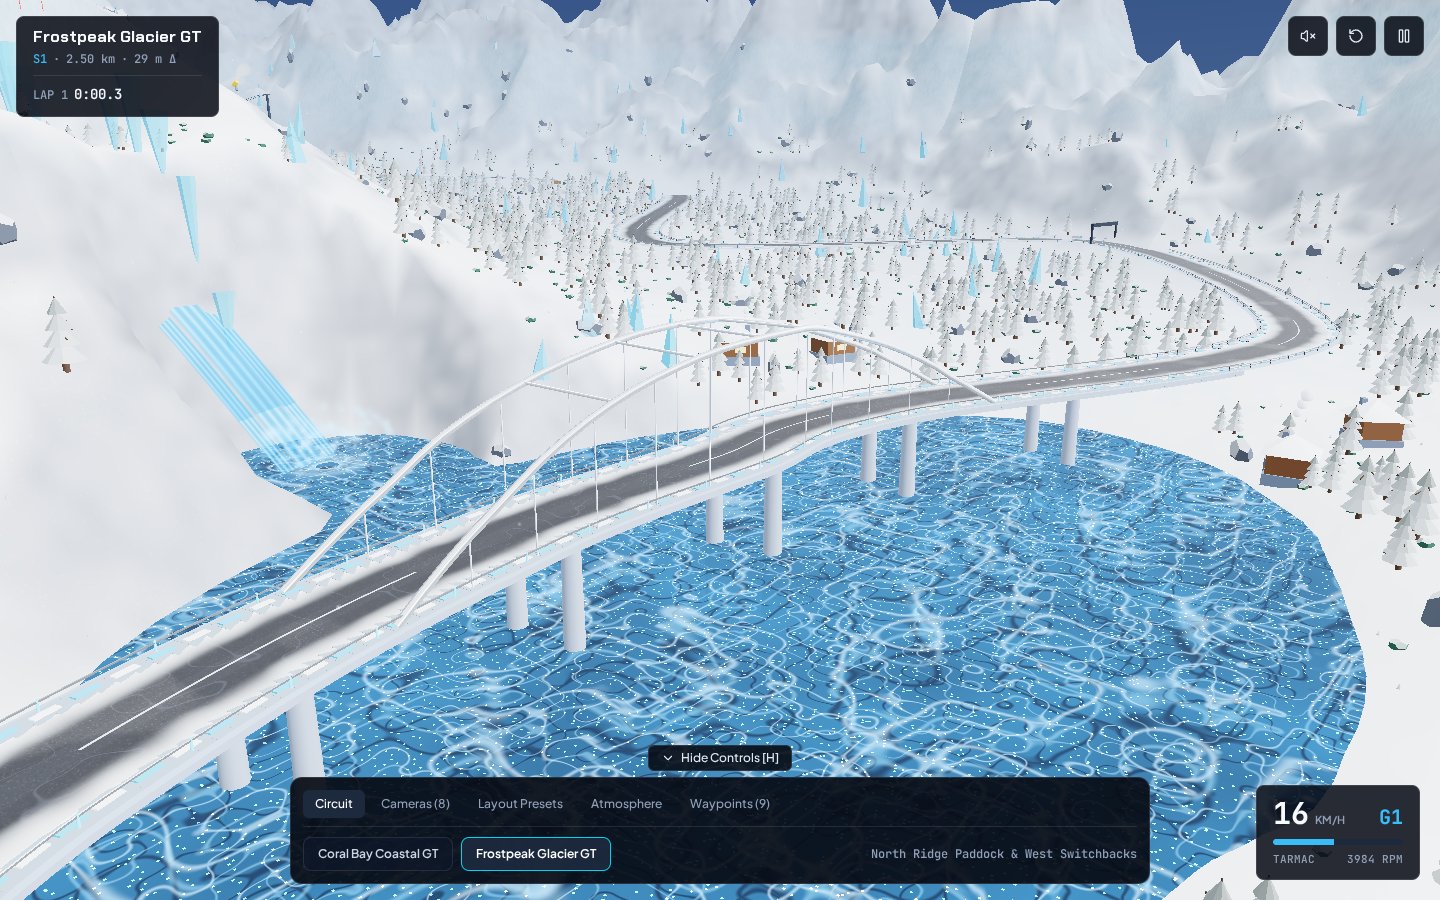 Frostpeak Glacier GT
S1 · 2.50 km · 29 m Δ
LAP 1 0:00.3
Hide Controls [H]
Circuit Cameras (8) Layout Presets Atmosphere Waypoints (9)
Coral Bay Coastal GT Frostpeak Glacier GT North Ridge Paddock & West Switchbacks
16 KM/H G1
TARMAC 3984 RPM